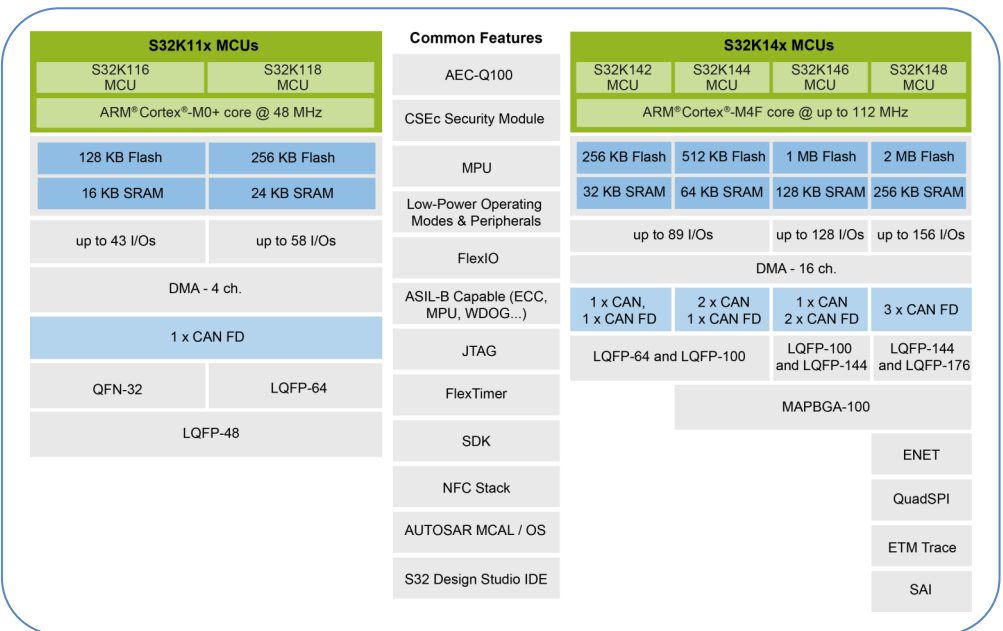 S32K11x MCUs
S32K116
MCU
S32K118
MCU
ARM®Cortex®-M0+ core @ 48 MHz
128 KB Flash
256 KB Flash
16 KB SRAM
24 KB SRAM
up to 43 I/Os
up to 58 I/Os
DMA - 4 ch.
1 x CAN FD
QFN-32
LQFP-64
LQFP-48
Common Features
AEC-Q100
CSEc Security Module
MPU
Low-Power Operating
Modes & Peripherals
FlexIO
ASIL-B Capable (ECC,
MPU, WDOG...)
JTAG
FlexTimer
SDK
NFC Stack
AUTOSAR MCAL / OS
S32 Design Studio IDE
S32K14x MCUs
S32K142
MCU
S32K144
MCU
S32K146
MCU
S32K148
MCU
ARM®Cortex®-M4F core @ up to 112 MHz
256 KB Flash
512 KB Flash
1 MB Flash
2 MB Flash
32 KB SRAM
64 KB SRAM
128 KB SRAM
256 KB SRAM
up to 89 I/Os
up to 128 I/Os
up to 156 I/Os
DMA - 16 ch.
1 x CAN,
1 x CAN FD
2 x CAN
1 x CAN FD
1 x CAN
2 x CAN FD
3 x CAN FD
LQFP-64 and LQFP-100
LQFP-100
and LQFP-144
LQFP-144
and LQFP-176
MAPBGA-100
ENET
QuadSPI
ETM Trace
SAI